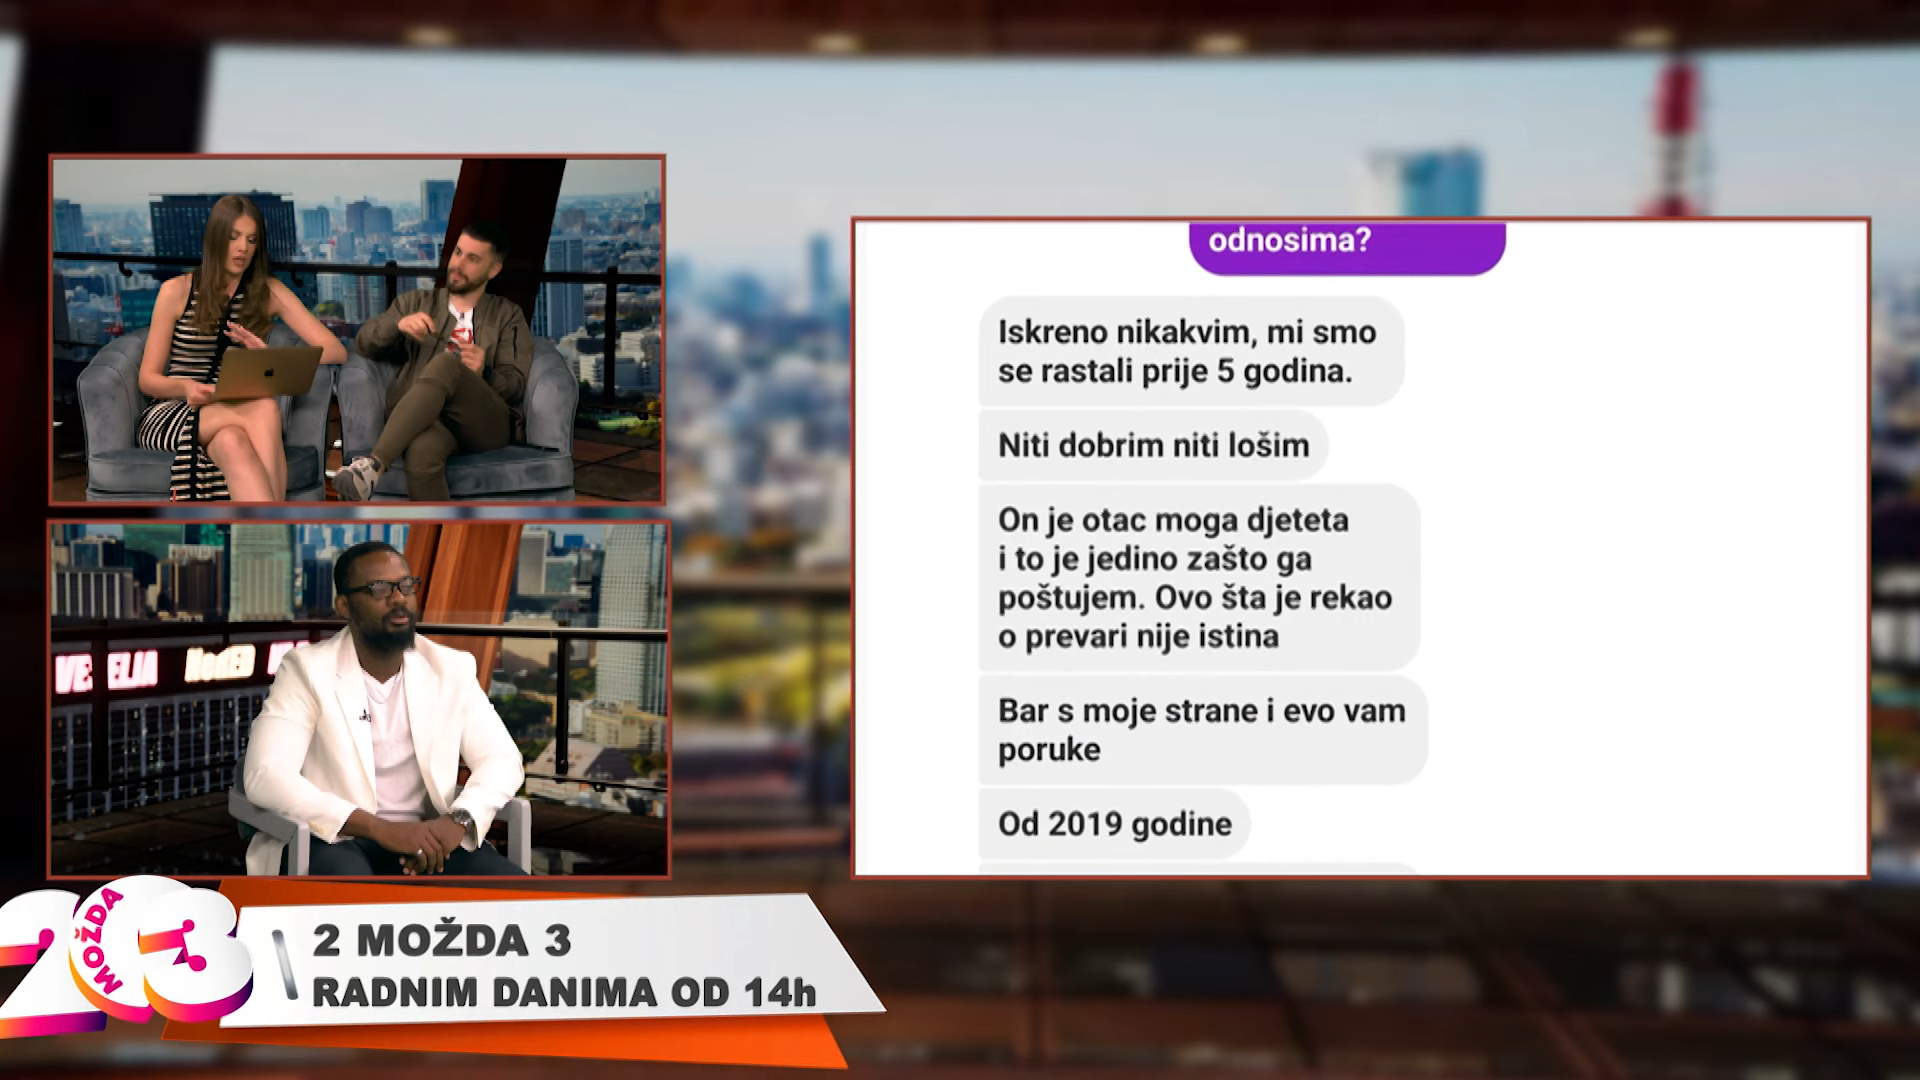 odnosima?
Iskreno nikakvim, mi smo
se rastali prije 5 godina.
Niti dobrim niti lošim
On je otac moga djeteta
i to je jedino zašto ga
poštujem. Ovo šta je rekao
o prevari nije istina
Bar s moje strane i evo vam
poruke
Od 2019 godine
2 MOŽDA 3
2 MOŽDA 3
RADNIM DANIMA OD 14h